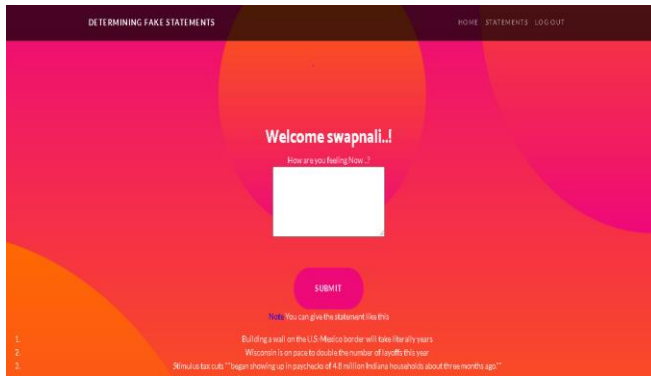 DETERMINING FAKE STATEMENTS
HOME STATEMENTS LOGOUT
Welcome swapnali..!
How are you feeling Now ..?
SUBMIT
Note You can give the statement like this
1. Building a wall on the U.S-Mexico border will take literally years
2. Wisconsin is on pace to double the number of layoffs this year
3. Stimulus tax cuts ""began showing up in paychecks of 4.8 million Indiana households about three months ago.""